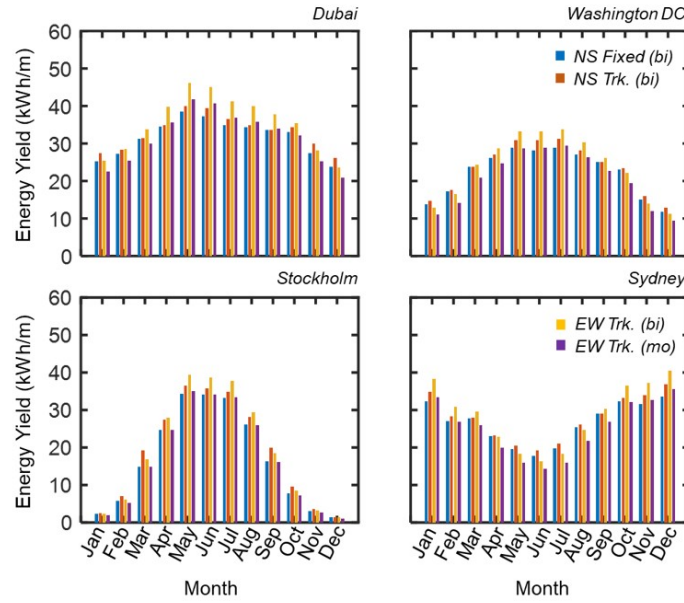 Dubai
Washington DC
Energy Yield (kWh/m)
60
50
40
30
20
10
0
NS Fixed (bi)
NS Trk. (bi)
Stockholm
Sydney
Energy Yield (kWh/m)
60
50
40
30
20
10
0
EW Trk. (bi)
EW Trk. (mo)
Jan Feb Mar Apr May Jun Jul Aug Sep Oct Nov Dec
Jan Feb Mar Apr May Jun Jul Aug Sep Oct Nov Dec
Month
Month